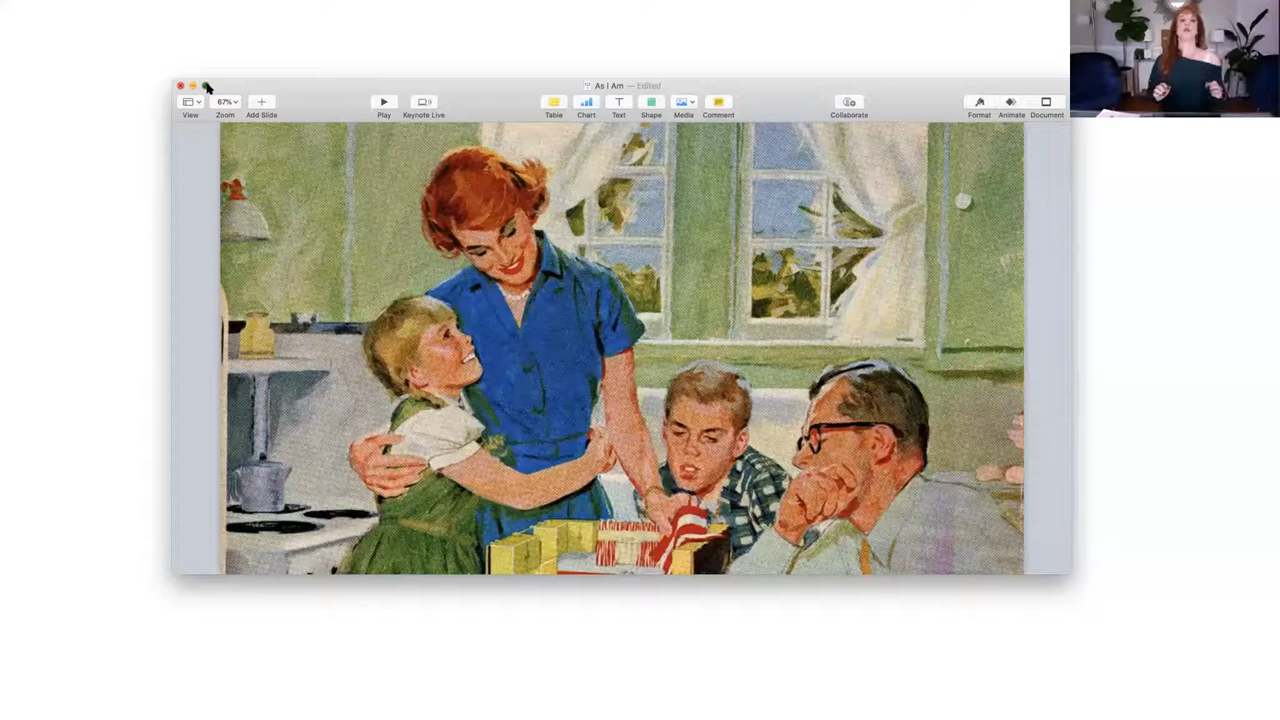 As I Am — Edited
67%
View Zoom Add Slide Play Keynote Live Table Chart Text Shape Media Comment Collaborate Format Animate Document